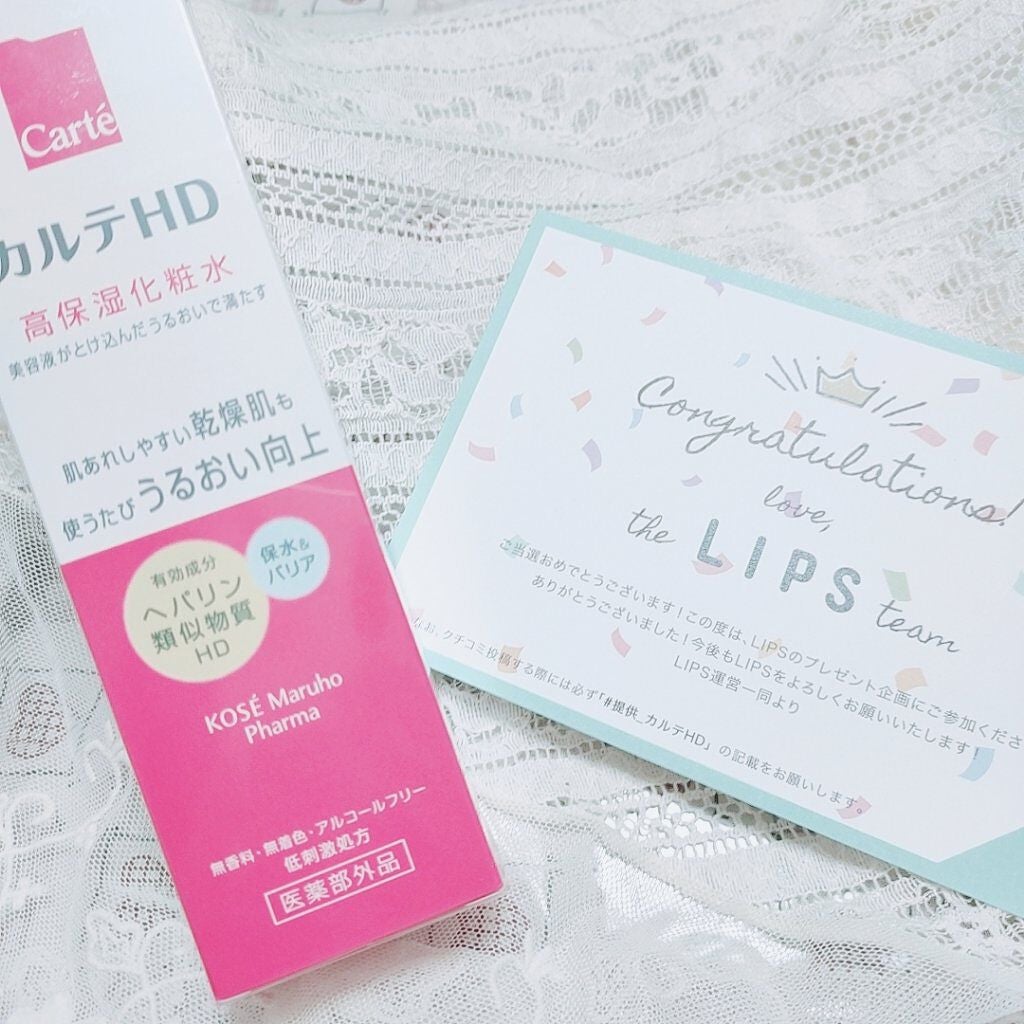 Carté
カルテHD
高保湿化粧水
美容液がとけ込んだうるおいで満たす
肌あれしやすい乾燥肌も
使うたびうるおい向上
有効成分
ヘパリン
類似物質
HD
保水&
バリア
KOSÉ Maruho
Pharma
無香料・無着色・アルコールフリー
低刺激処方
医薬部外品
Congratulations!
love,
the LIPS team
ご当選おめでとうございます！この度は、LIPSのプレゼント企画にご参加くださ
ありがとうございました！今後もLIPSをよろしくお願いいたします！
LIPS運営一同より
なお、クチコミ投稿する際には必ず「#提供_カルテHD」の記載をお願いします。